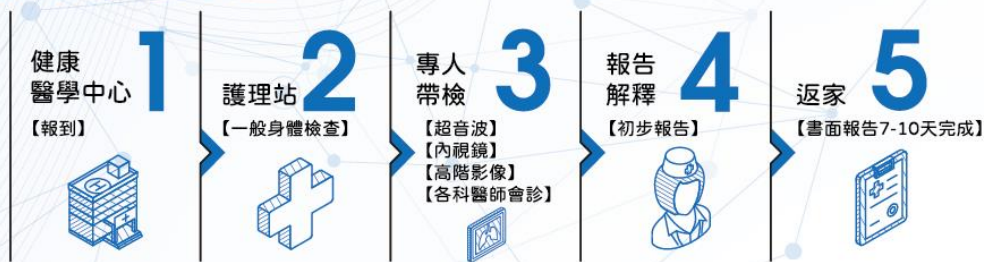 1
健康
醫學中心
【報到】
2
護理站
【一般身體檢查】
3
專人
帶檢
【超音波】
【內視鏡】
【高階影像】
【各科醫師會診】
4
報告
解釋
【初步報告】
5
返家
【書面報告7-10天完成】
H